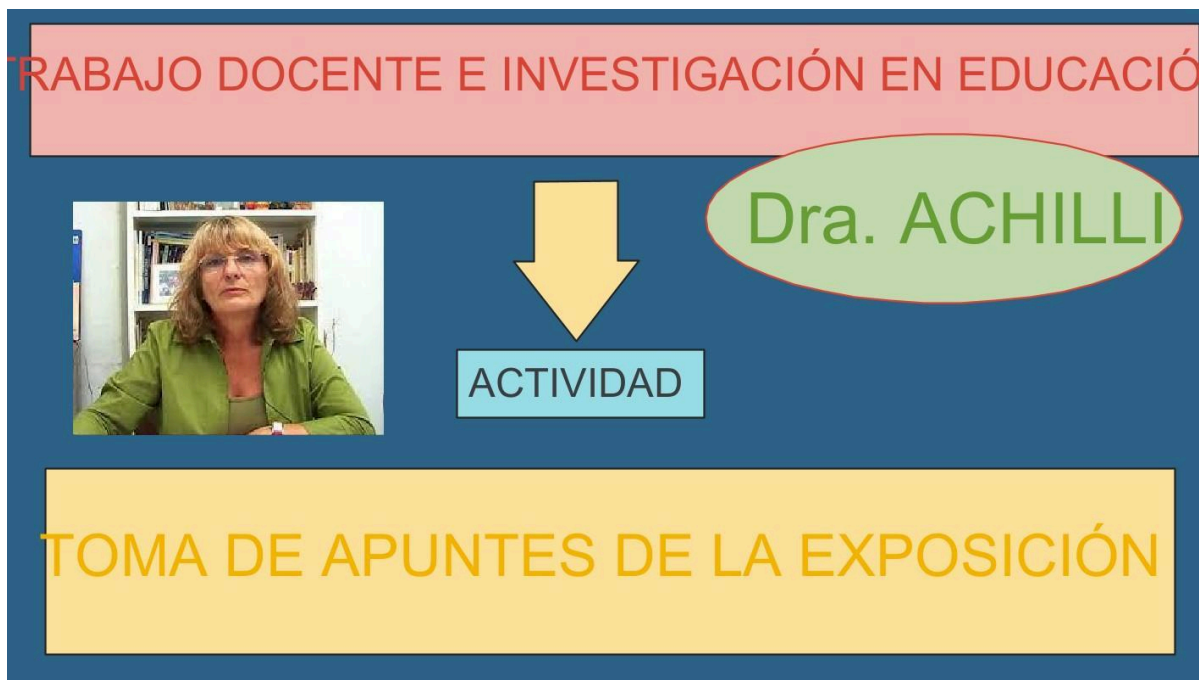 TRABAJO DOCENTE E INVESTIGACIÓN EN EDUCACIÓ
Dra. ACHILLI
ACTIVIDAD
TOMA DE APUNTES DE LA EXPOSICIÓN